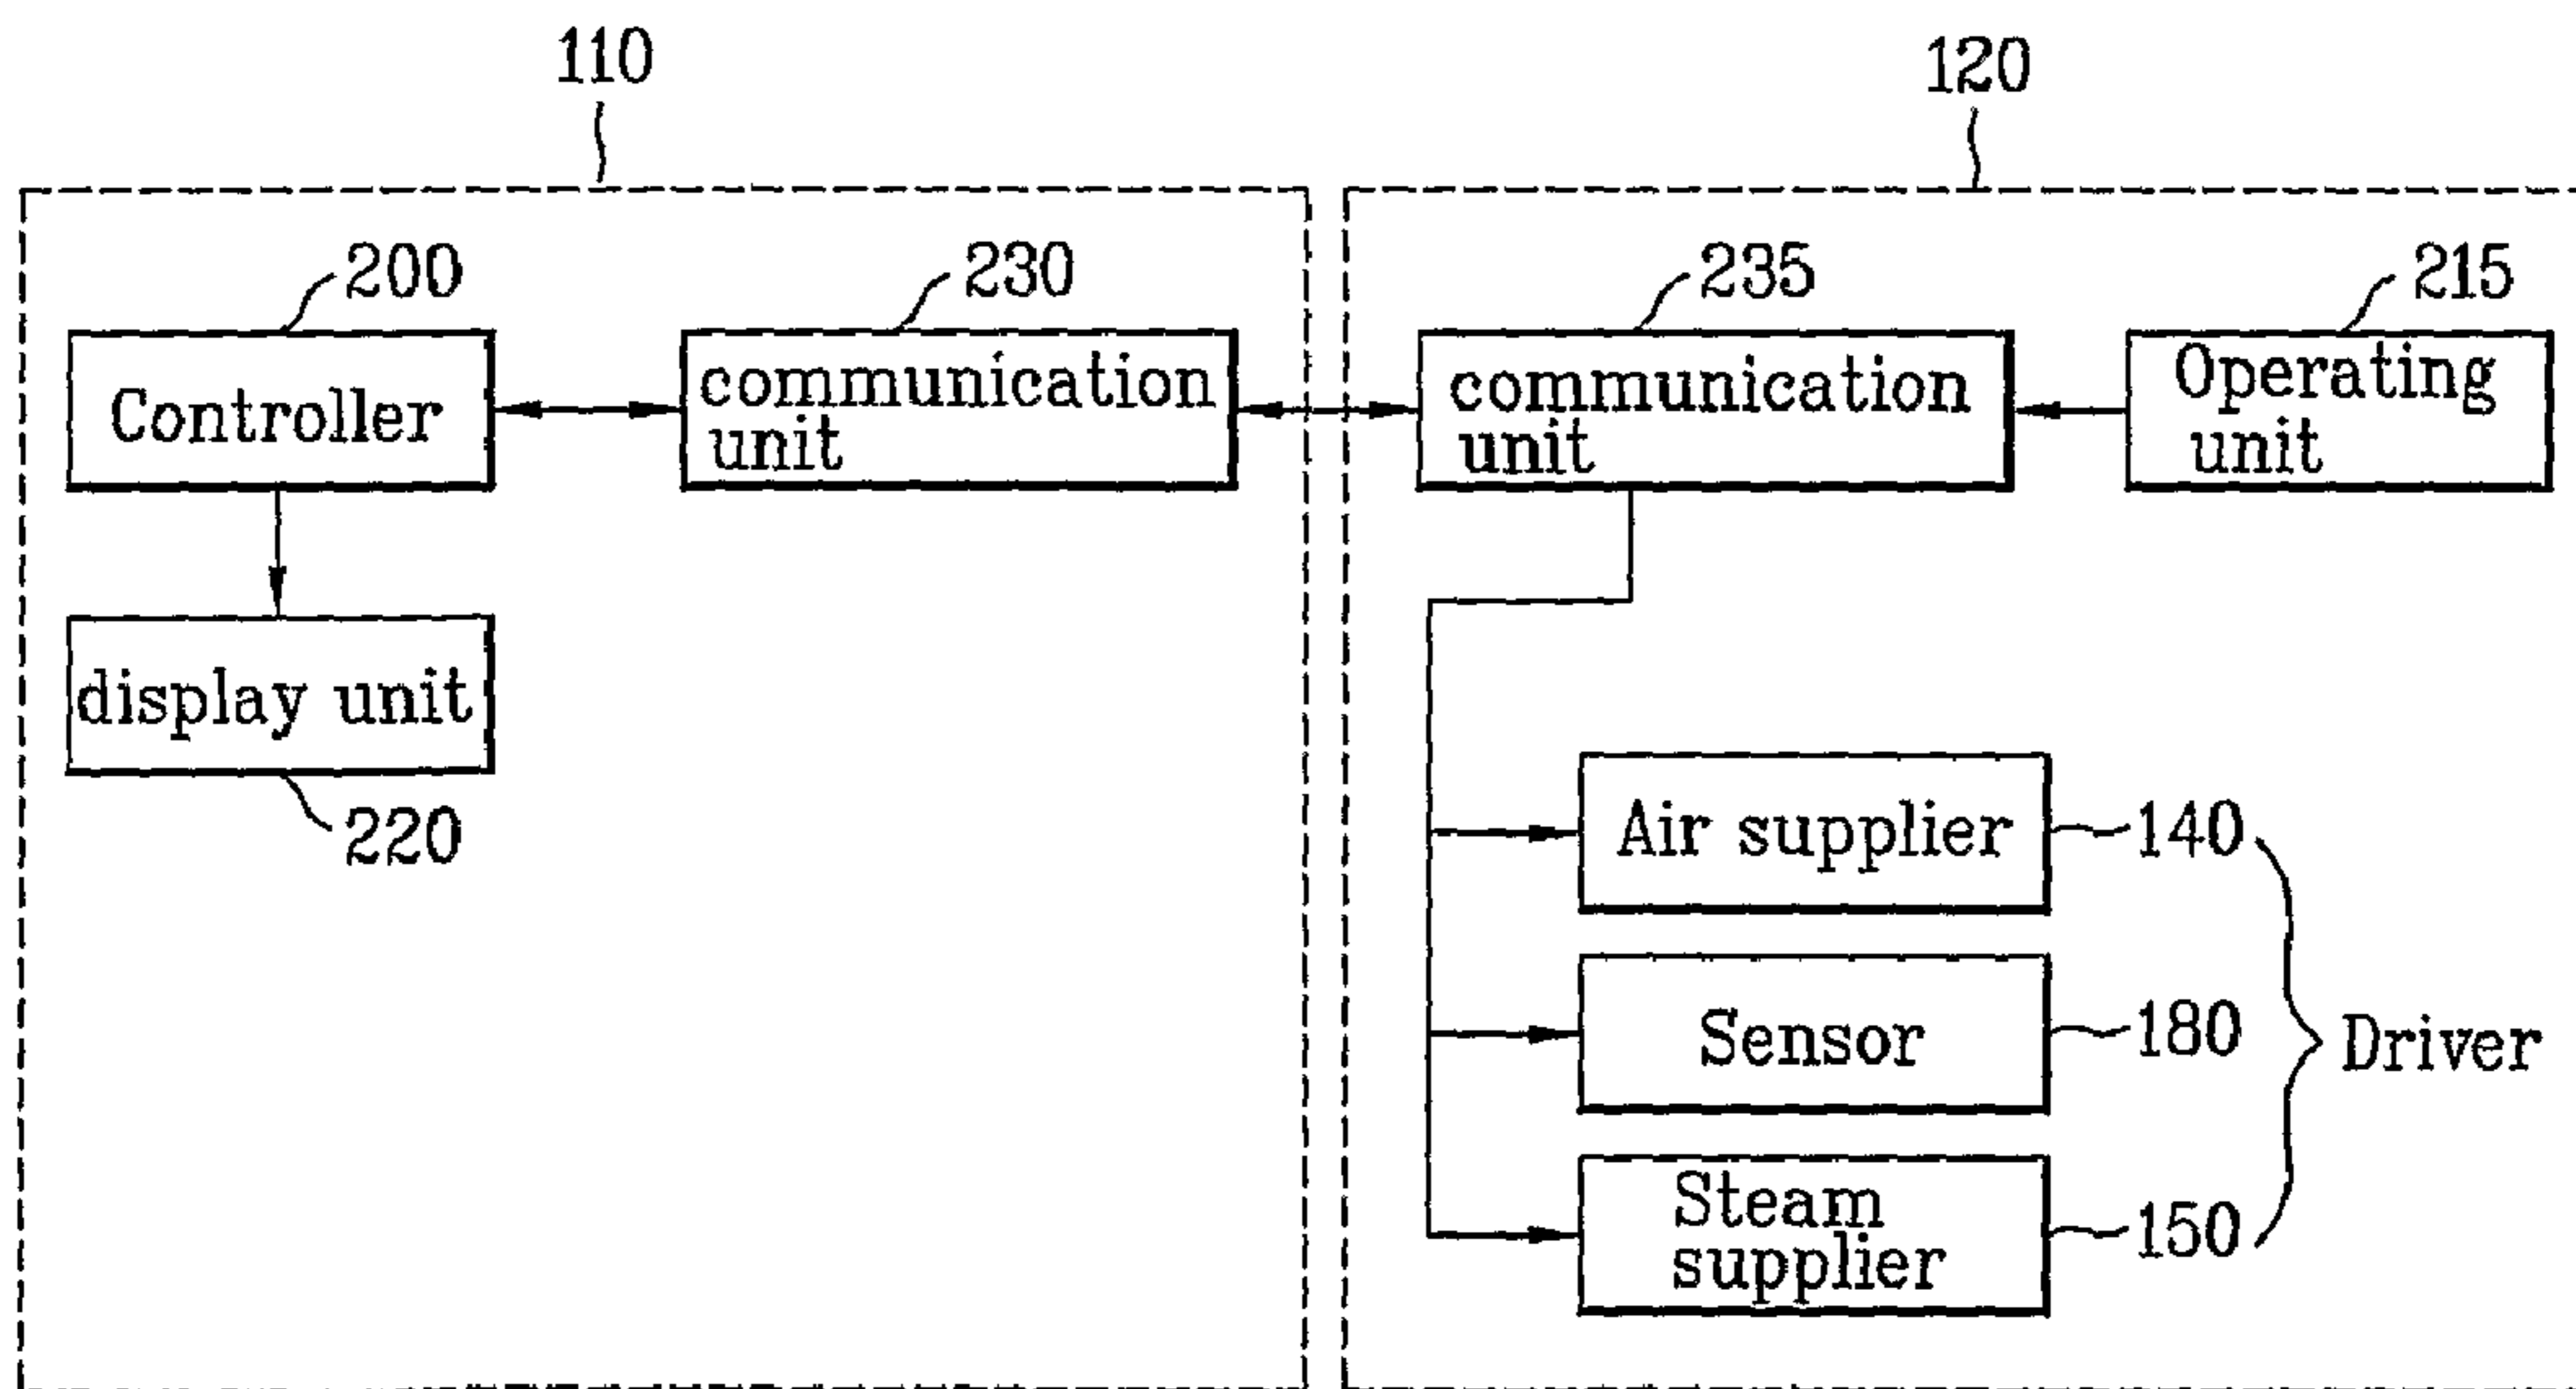 110
120
200
230
235
215
Controller
communication
unit
communication
unit
Operating
unit
display unit
220
Air supplier
140
Sensor
180
Driver
Steam
supplier
150